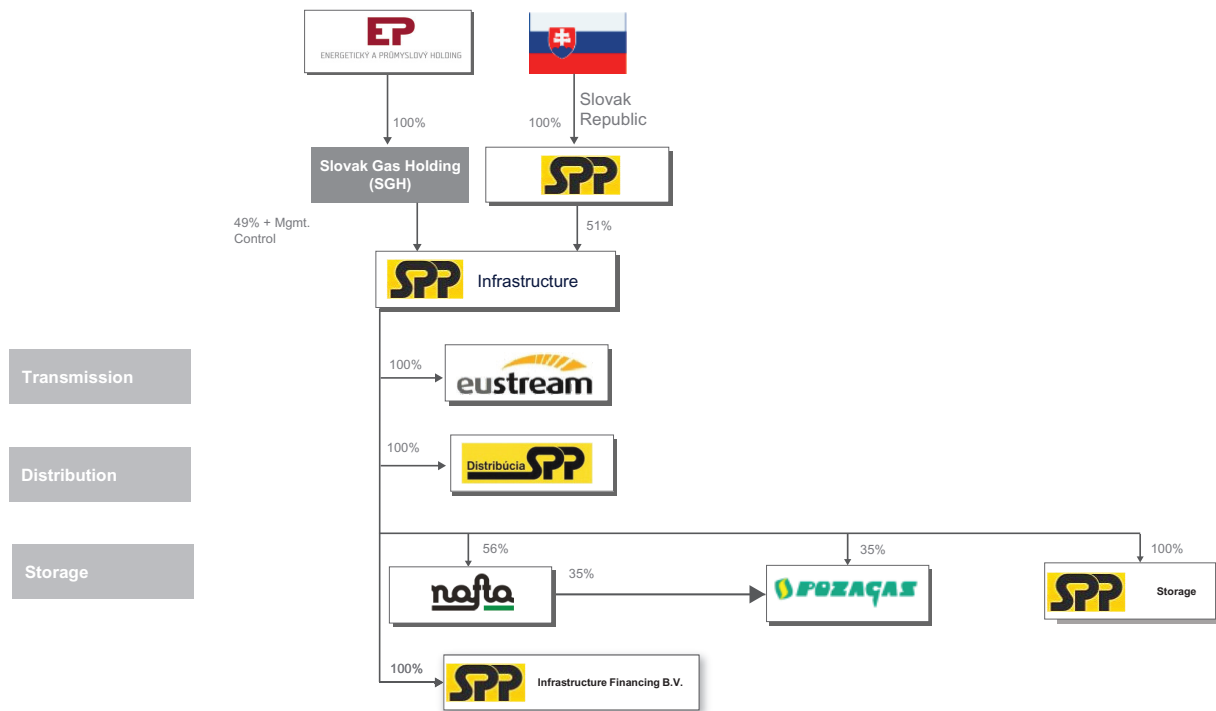 EP
ENERGETICKÝ A PRŮMYSLOVÝ HOLDING
Slovak
Republic
100%
100%
Slovak Gas Holding
(SGH)
SPP
49% + Mgmt.
Control
51%
SPP Infrastructure
Transmission
100%
eustream
Distribution
100%
Distribúcia SPP
Storage
56%
35%
100%
nafta
35%
POZAGAS
SPP Storage
100%
SPP Infrastructure Financing B.V.